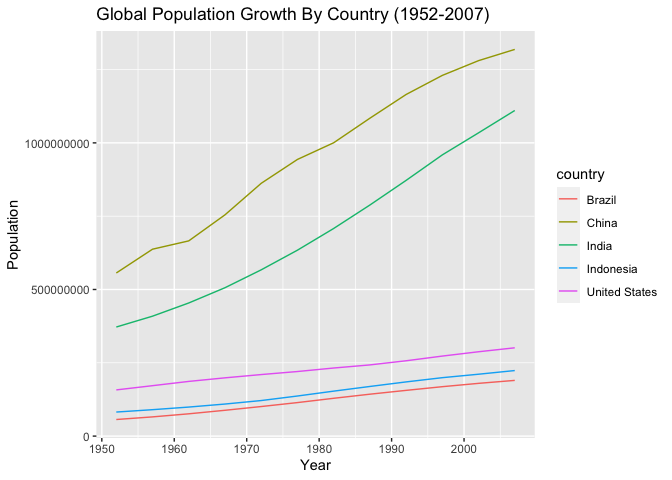 Global Population Growth By Country (1952-2007)
1000000000
500000000
0
Population
1950 1960 1970 1980 1990 2000
Year
country
Brazil
China
India
Indonesia
United States